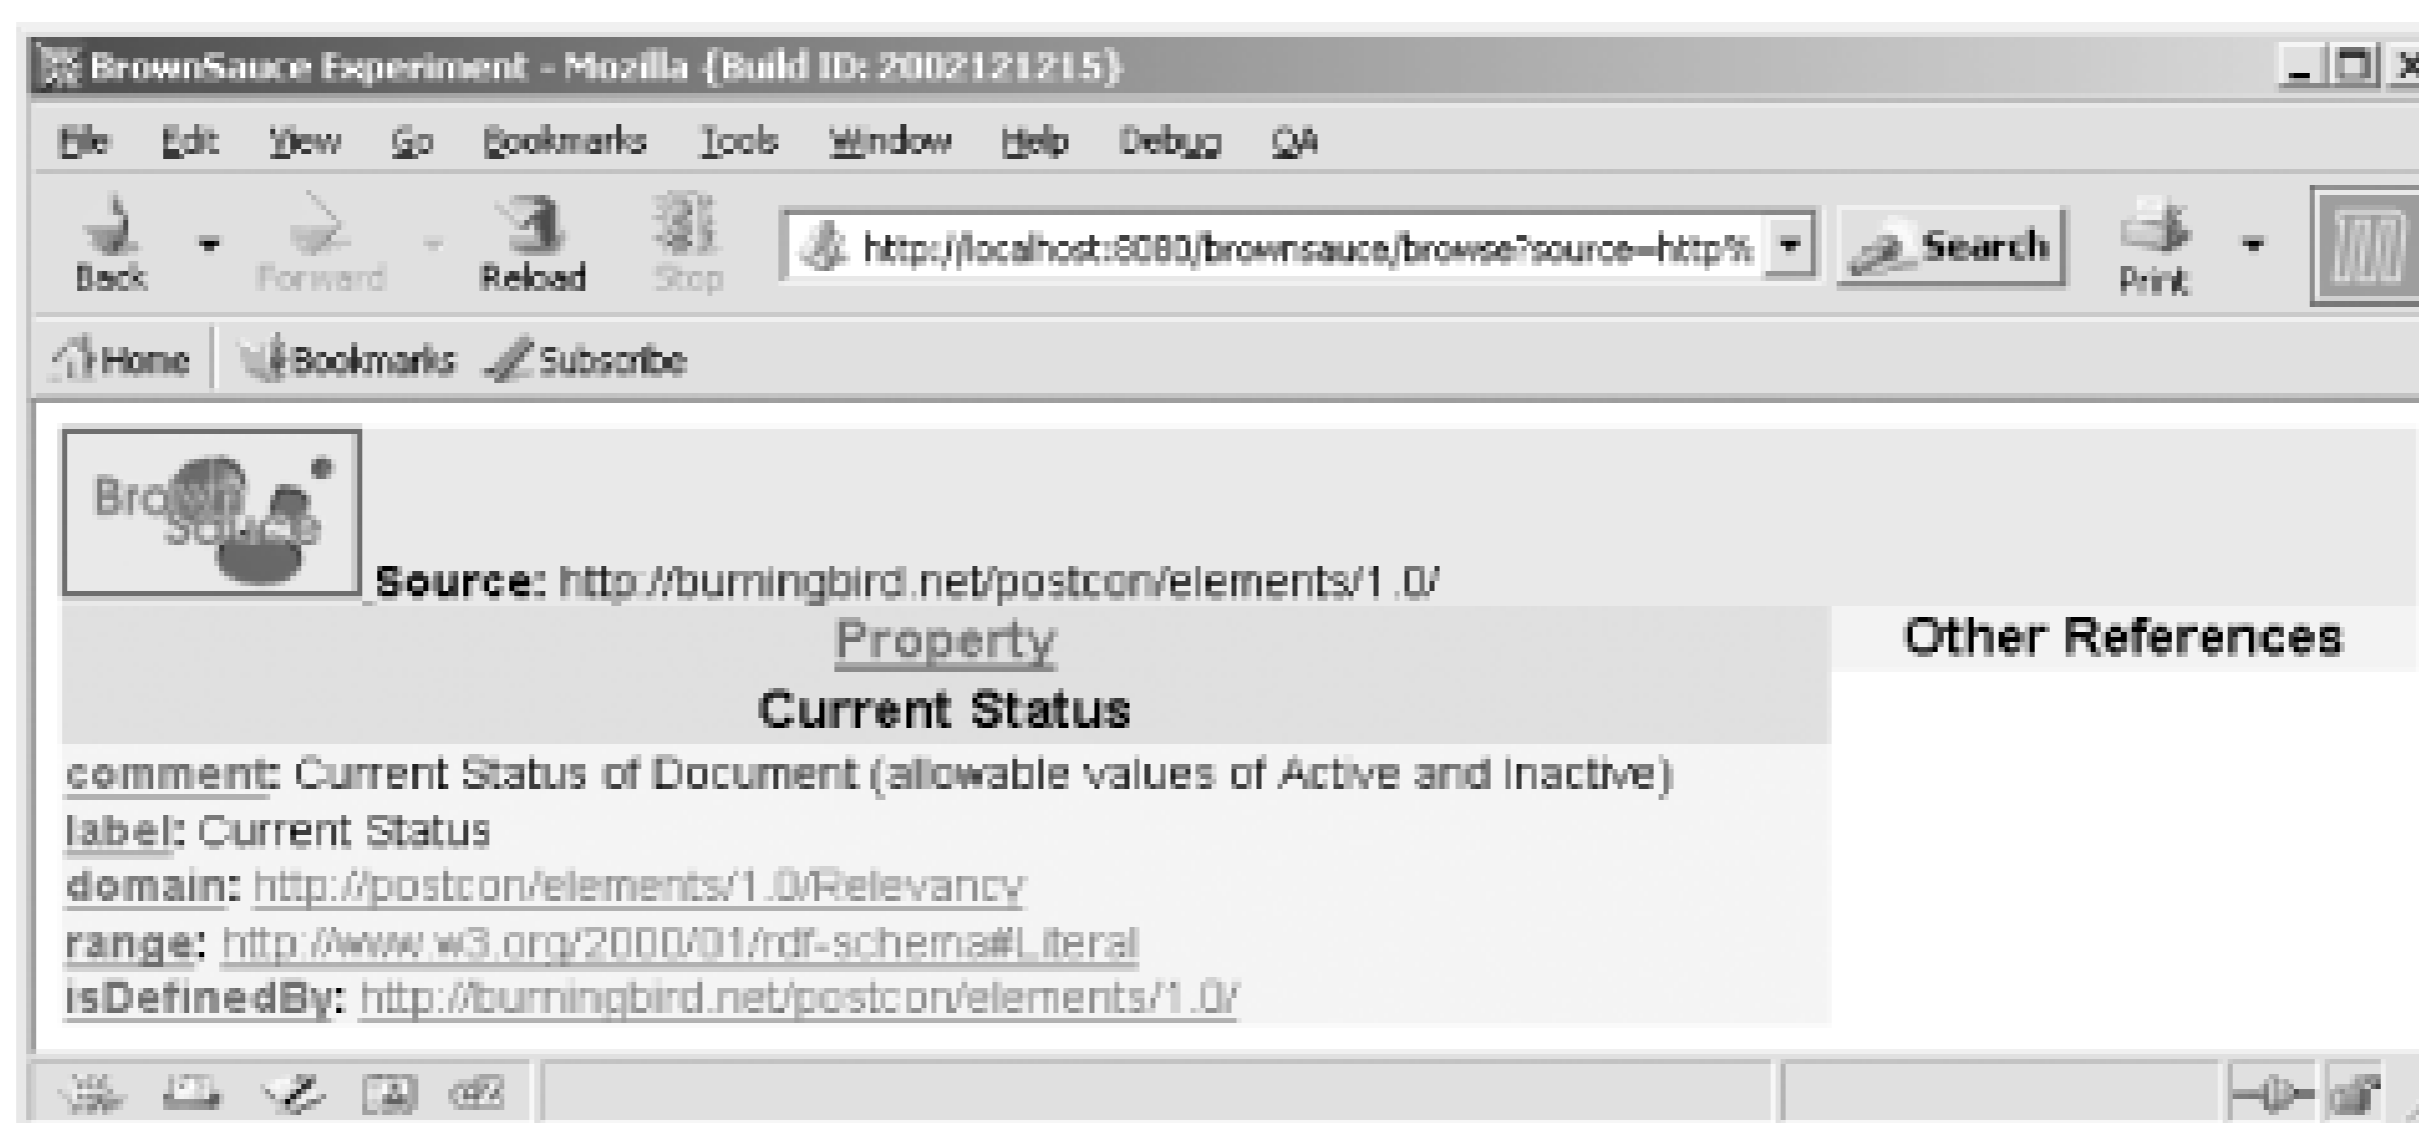 BrownSauce Experiment - Mozilla {Build ID: 2002121215}
File Edit View Go Bookmarks Tools Window Help Debug QA
Back Forward Reload Stop http://localhost:8080/brownsauce/browse?source=http% Search Print
Home Bookmarks Subscribe
Brown
Sauce
Source: http://burningbird.net/postcon/elements/1.0/
Property Other References
Current Status
comment: Current Status of Document (allowable values of Active and Inactive)
label: Current Status
domain: http://postcon/elements/1.0/Relevancy
range: http://www.w3.org/2000/01/rdf-schema#Literal
isDefinedBy: http://burningbird.net/postcon/elements/1.0/